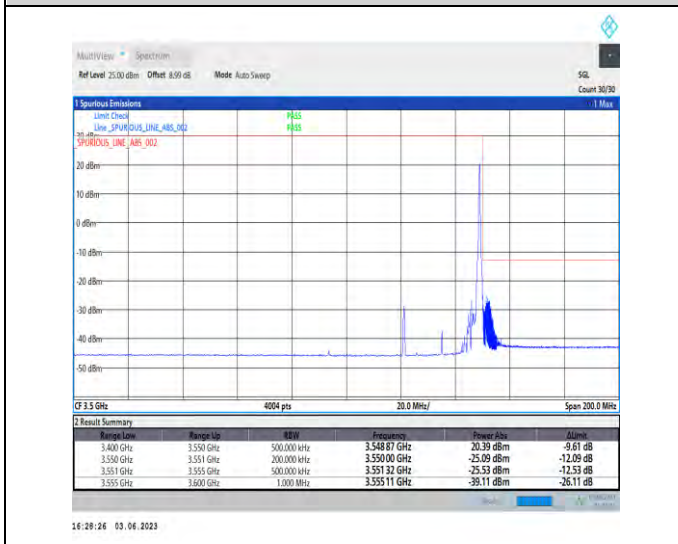 MultiView Spectrum
Ref Level 25.00 dBm Offset 8.99 dB Mode Auto Sweep SGL
Count 30/30
1 Spurious Emissions 1 Max
Limit Check PASS
Line _SPURIOUS_LINE_ABS_002 PASS
_SPURIOUS_LINE_ABS_002
20 dBm
10 dBm
0 dBm
-10 dBm
-20 dBm
-30 dBm
-40 dBm
-50 dBm
CF 3.5 GHz 4004 pts 20.0 MHz/ Span 200.0 MHz
2 Result Summary
Range Low Range Up RBW Frequency Power Abs ΔLimit
3.400 GHz 3.550 GHz 500.000 kHz 3.548 87 GHz 20.39 dBm -9.61 dB
3.550 GHz 3.551 GHz 200.000 kHz 3.550 00 GHz -25.09 dBm -12.09 dB
3.551 GHz 3.555 GHz 500.000 kHz 3.551 32 GHz -25.53 dBm -12.53 dB
3.555 GHz 3.600 GHz 1.000 MHz 3.555 11 GHz -39.11 dBm -26.11 dB
16:28:26 03.06.2023